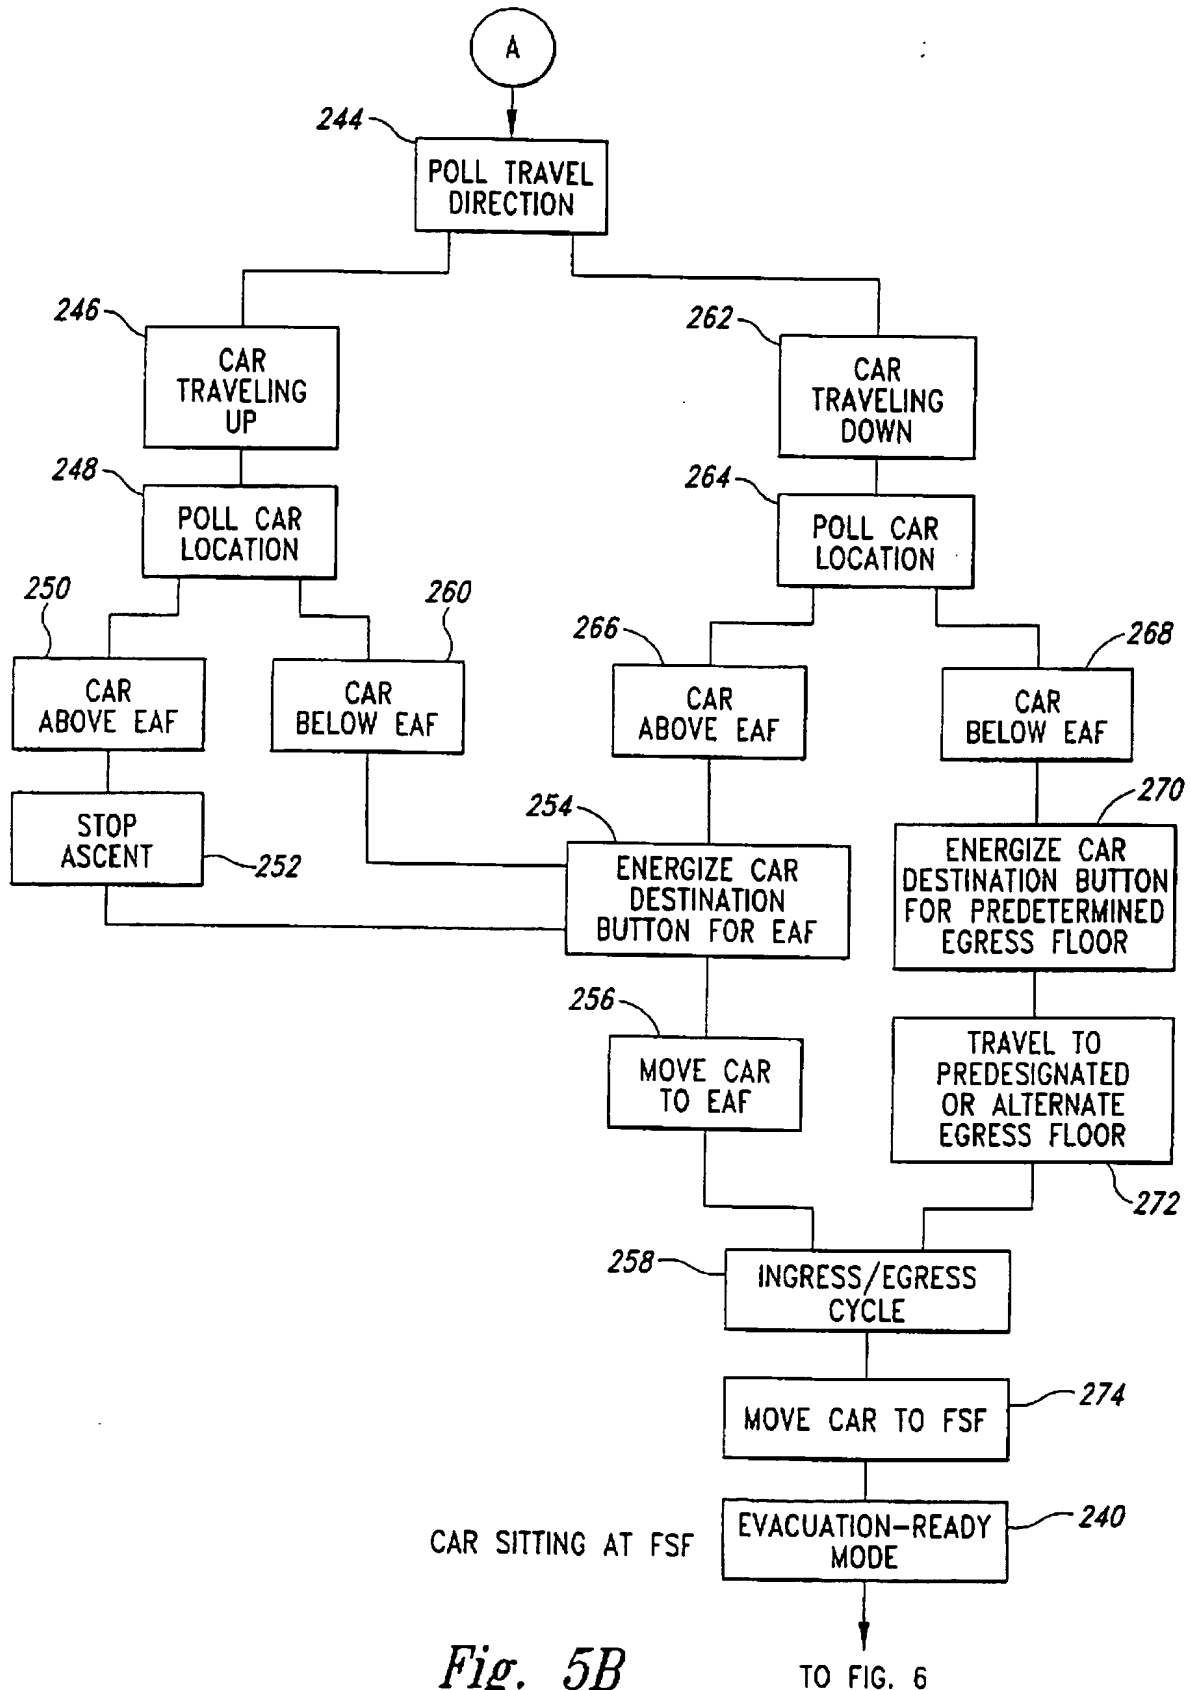 A
244
POLL TRAVEL
DIRECTION
246
CAR
TRAVELING
UP
262
CAR
TRAVELING
DOWN
248
POLL CAR
LOCATION
264
POLL CAR
LOCATION
250
CAR
ABOVE EAF
260
CAR
BELOW EAF
266
CAR
ABOVE EAF
268
CAR
BELOW EAF
STOP
ASCENT
252
254
ENERGIZE CAR
DESTINATION
BUTTON FOR EAF
270
ENERGIZE CAR
DESTINATION BUTTON
FOR PREDETERMINED
EGRESS FLOOR
256
MOVE CAR
TO EAF
TRAVEL TO
PREDESIGNATED
OR ALTERNATE
EGRESS FLOOR
272
258
INGRESS/EGRESS
CYCLE
MOVE CAR TO FSF
274
CAR SITTING AT FSF
EVACUATION-READY
MODE
240
Fig. 5B
TO FIG. 6